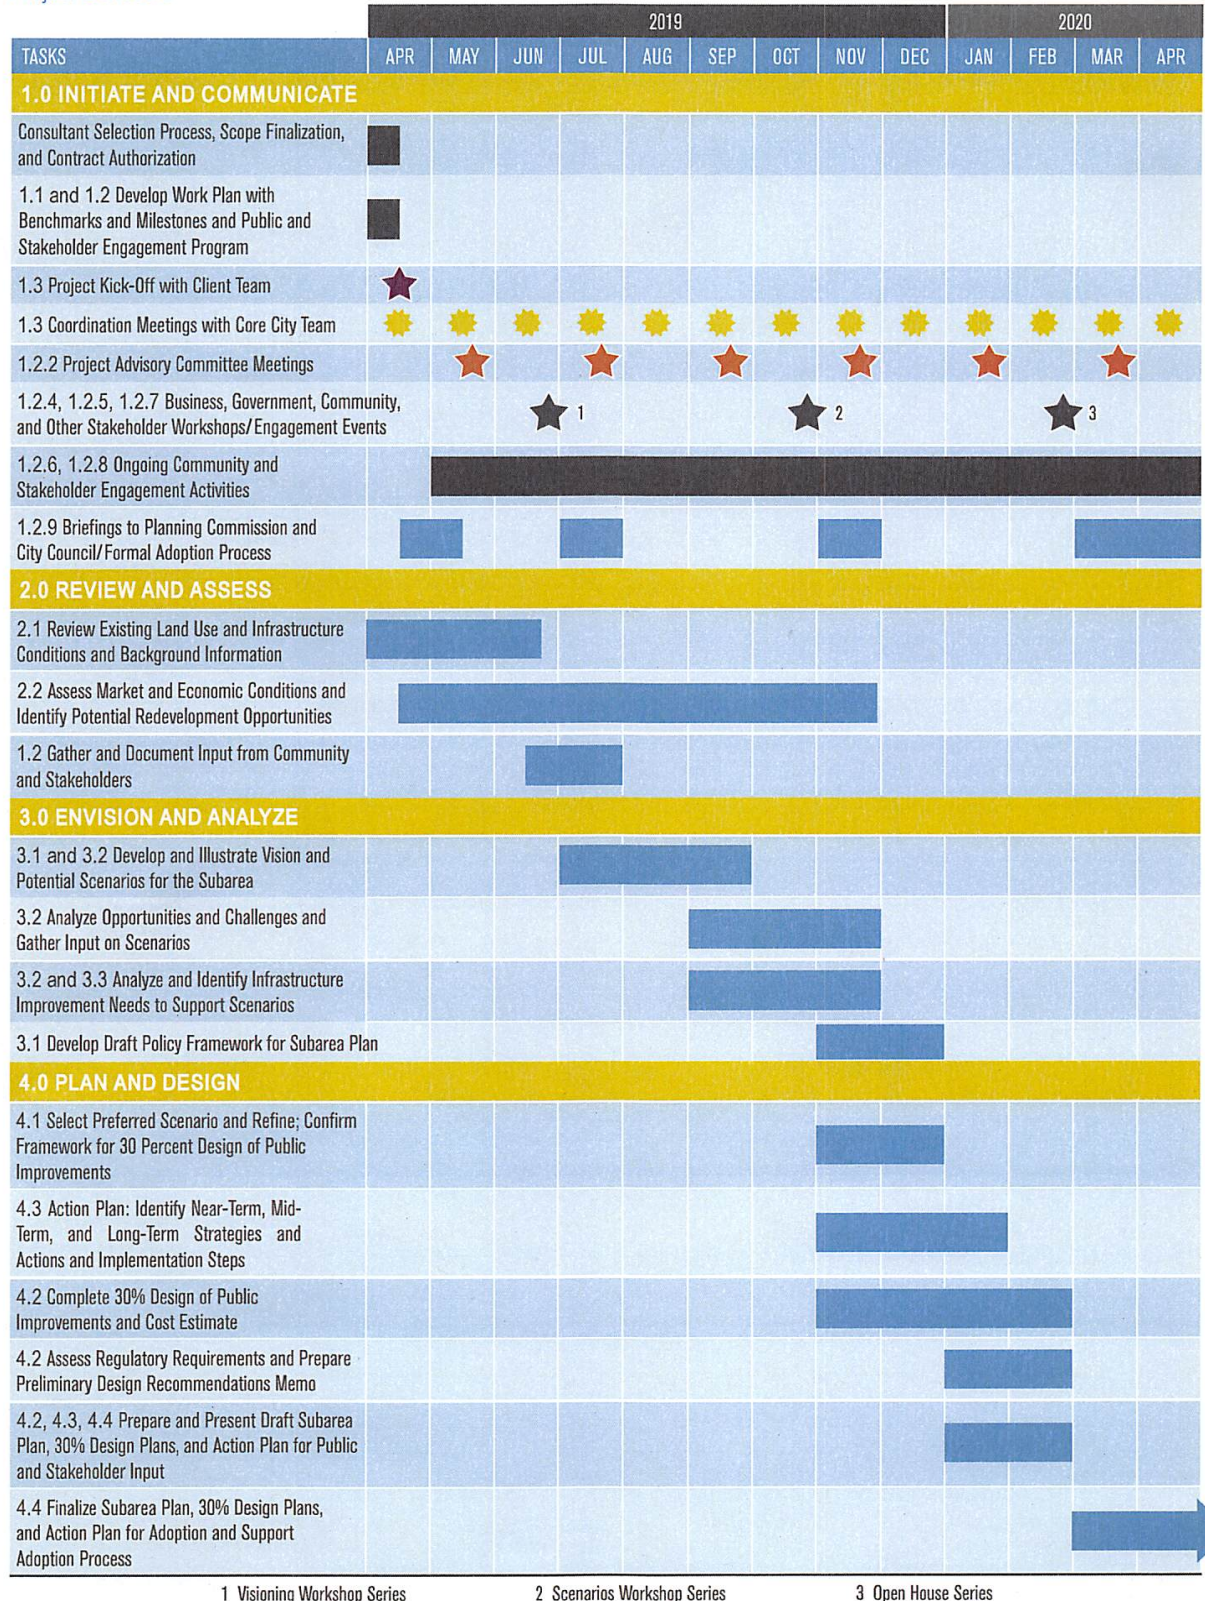 2019 2020
TASKS APR MAY JUN JUL AUG SEP OCT NOV DEC JAN FEB MAR APR
1.0 INITIATE AND COMMUNICATE
Consultant Selection Process, Scope Finalization,
and Contract Authorization
1.1 and 1.2 Develop Work Plan with
Benchmarks and Milestones and Public and
Stakeholder Engagement Program
1.3 Project Kick-Off with Client Team
1.3 Coordination Meetings with Core City Team
1.2.2 Project Advisory Committee Meetings
1.2.4, 1.2.5, 1.2.7 Business, Government, Community,
and Other Stakeholder Workshops/Engagement Events
1 2 3
1.2.6, 1.2.8 Ongoing Community and
Stakeholder Engagement Activities
1.2.9 Briefings to Planning Commission and
City Council/Formal Adoption Process
2.0 REVIEW AND ASSESS
2.1 Review Existing Land Use and Infrastructure
Conditions and Background Information
2.2 Assess Market and Economic Conditions and
Identify Potential Redevelopment Opportunities
1.2 Gather and Document Input from Community
and Stakeholders
3.0 ENVISION AND ANALYZE
3.1 and 3.2 Develop and Illustrate Vision and
Potential Scenarios for the Subarea
3.2 Analyze Opportunities and Challenges and
Gather Input on Scenarios
3.2 and 3.3 Analyze and Identify Infrastructure
Improvement Needs to Support Scenarios
3.1 Develop Draft Policy Framework for Subarea Plan
4.0 PLAN AND DESIGN
4.1 Select Preferred Scenario and Refine; Confirm
Framework for 30 Percent Design of Public
Improvements
4.3 Action Plan: Identify Near-Term, Mid-
Term, and Long-Term Strategies and
Actions and Implementation Steps
4.2 Complete 30% Design of Public
Improvements and Cost Estimate
4.2 Assess Regulatory Requirements and Prepare
Preliminary Design Recommendations Memo
4.2, 4.3, 4.4 Prepare and Present Draft Subarea
Plan, 30% Design Plans, and Action Plan for Public
and Stakeholder Input
4.4 Finalize Subarea Plan, 30% Design Plans,
and Action Plan for Adoption and Support
Adoption Process
1 Visioning Workshop Series 2 Scenarios Workshop Series 3 Open House Series